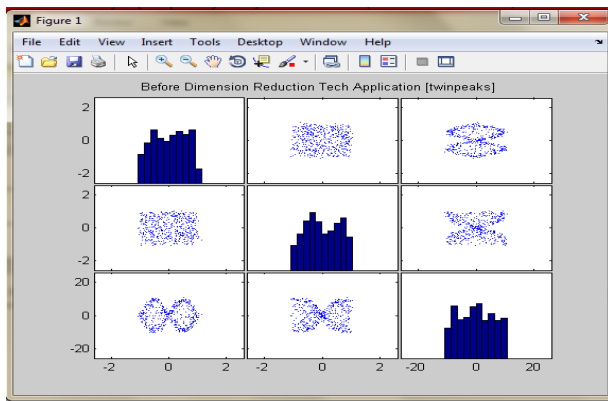 Figure 1
File Edit View Insert Tools Desktop Window Help
Before Dimension Reduction Tech Application [twinpeaks]
2
0
-2
2
0
-2
20
0
-20
-2 0 2 -2 0 2 -20 0 20